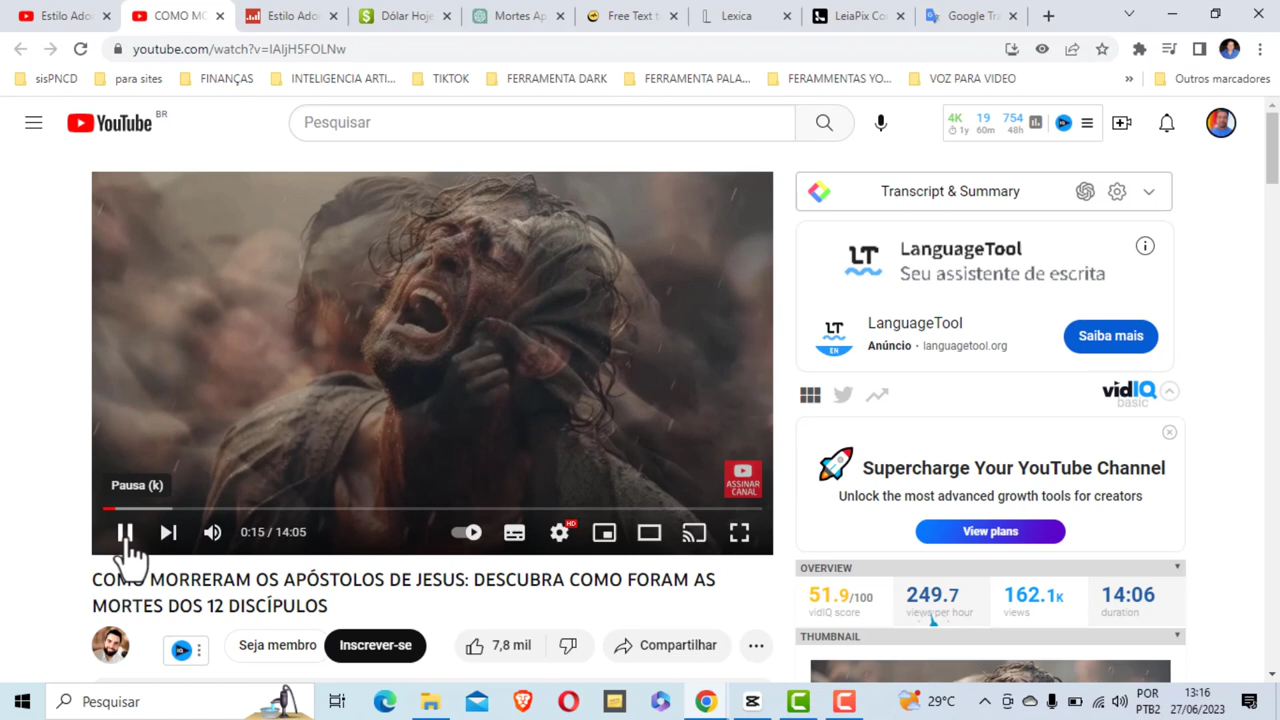 Estilo Ado
COMO MO
Estilo Ado
Dólar Hoje
Mortes Ap
Free Text t
Lexica
LeiaPix Co
Google Tra
youtube.com/watch?v=IAIjH5FOLNw
sisPNCD
para sites
FINANÇAS
INTELIGENCIA ARTI...
TIKTOK
FERRAMENTA DARK
FERRAMENTA PALA...
FERAMMENTAS YO...
VOZ PARA VIDEO
»
Outros marcadores
YouTube BR
Pesquisar
4K 19 754
1y 60m 48h
Transcript & Summary
LanguageTool
Seu assistente de escrita
LanguageTool
Anúncio · languagetool.org
Saiba mais
EN
vidIQ
basic
Supercharge Your YouTube Channel
Unlock the most advanced growth tools for creators
View plans
ASSINAR
CANAL
Pausa (k)
0:15 / 14:05
HD
COMO MORRERAM OS APÓSTOLOS DE JESUS: DESCUBRA COMO FORAM AS
MORTES DOS 12 DISCÍPULOS
Seja membro
Inscrever-se
7,8 mil
Compartilhar
OVERVIEW
51.9/100 249.7 162.1K 14:06
vidIQ score views per hour views duration
THUMBNAIL
Pesquisar
29°C
POR
PTB2
13:16
27/06/2023